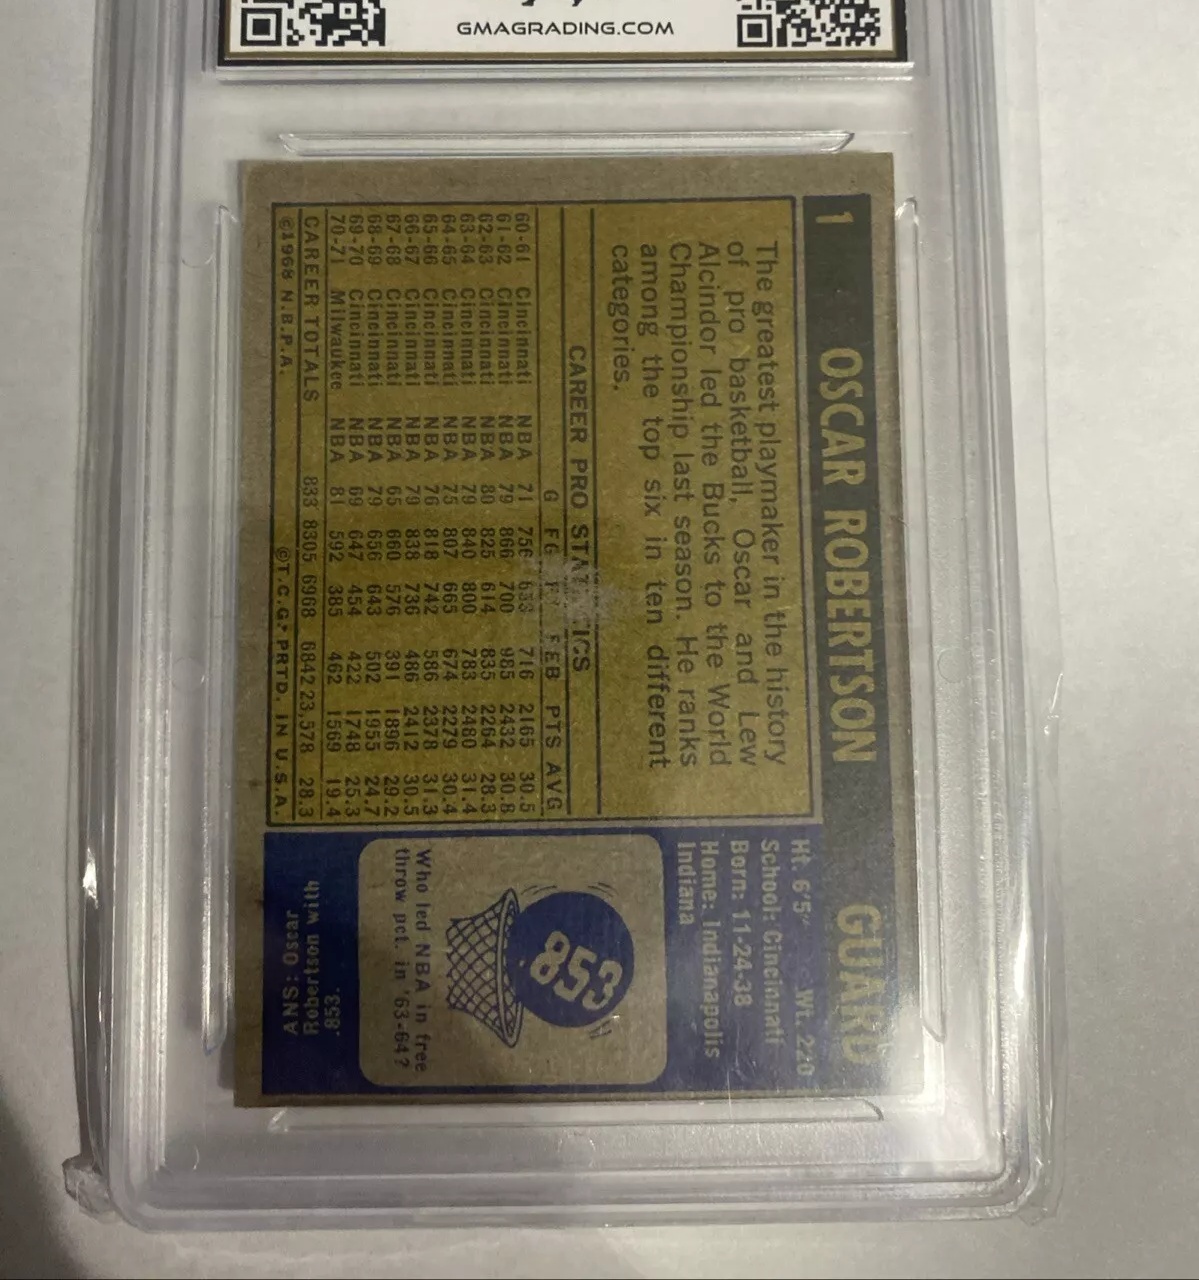 GMAGRADING.COM
1 OSCAR ROBERTSON GUARD
The greatest playmaker in the history
of pro basketball, Oscar and Lew
Alcindor led the Bucks to the World
Championship last season. He ranks
among the top six in ten different
categories.
CAREER PRO STATISTICS
G FG FEB PTS AVG
60-61 Cincinnati NBA 71 756 716 2165 30.5
61-62 Cincinnati NBA 79 866 700 985 2432 30.8
62-63 Cincinnati NBA 80 825 614 835 2264 28.3
63-64 Cincinnati NBA 79 840 800 783 2480 31.4
64-65 Cincinnati NBA 75 807 665 674 2279 30.4
65-66 Cincinnati NBA 76 818 742 586 2378 31.3
66-67 Cincinnati NBA 79 838 736 486 2412 30.5
67-68 Cincinnati NBA 65 660 576 391 1896 29.2
68-69 Cincinnati NBA 79 656 643 502 1955 24.7
69-70 Cincinnati NBA 69 647 454 422 1748 25.3
70-71 Milwaukee NBA 81 592 385 462 1569 19.4
CAREER TOTALS 833 8305 6968 6842 23,578 28.3
©1968 N.B.P.A. ©T.C.G. PRTD. IN U.S.A.
Ht. 6'5" Wt. 220
School: Cincinnati
Born: 11-24-38
Home: Indianapolis
Indiana
853
Who led NBA in free
throw pct. in '63-64?
ANS: Oscar
Robertson with
.853.